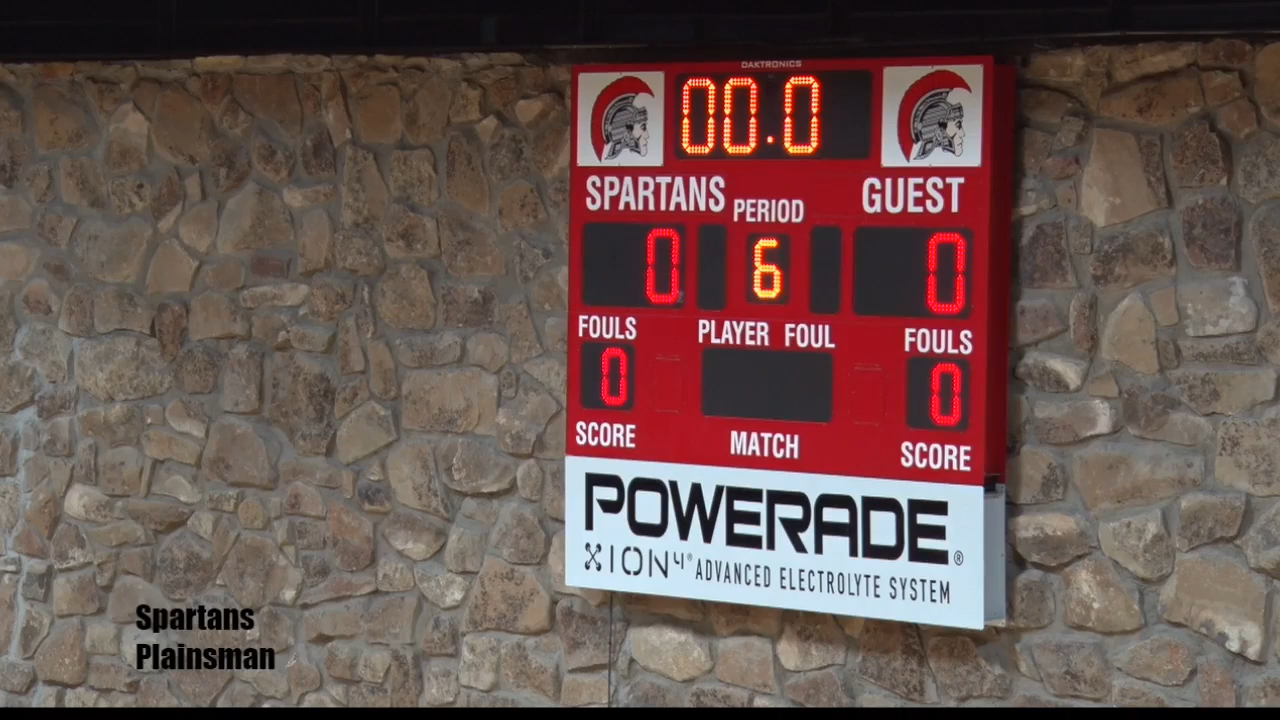 DAKTRONICS
00.0
SPARTANS PERIOD GUEST
0 6 0
FOULS PLAYER FOUL FOULS
0 0
SCORE MATCH SCORE
POWERADE®
ION4® ADVANCED ELECTROLYTE SYSTEM
Spartans
Plainsman